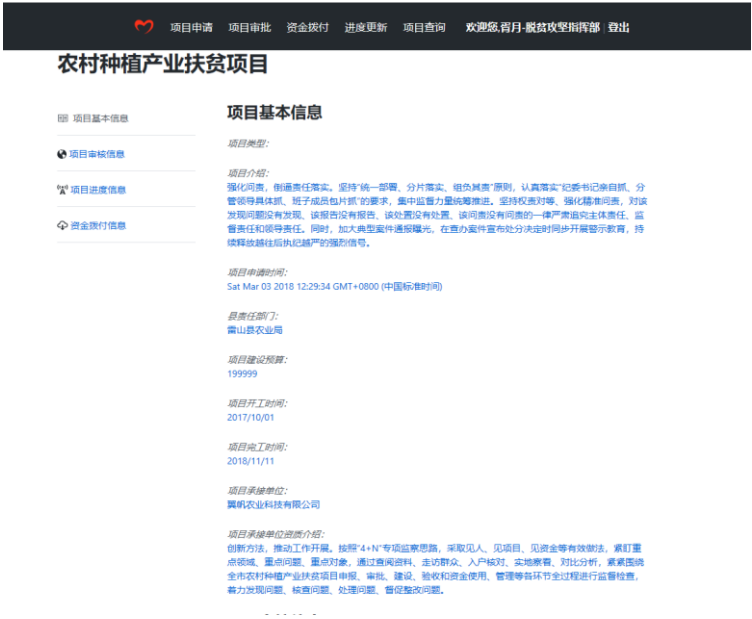 项目申请 项目审批 资金拨付 进度更新 项目查询 欢迎您,省月-脱贫攻坚指挥部 登出
农村种植产业扶贫项目
项目基本信息
项目审核信息
项目进度信息
资金拨付信息
项目基本信息
项目类型:
项目介绍:
强化问责，倒逼责任落实。坚持“统一部署、分片落实、组负其责”原则，认真落实“纪委书记亲自抓、分
管领导具体抓、班子成员包片抓”的要求，集中监督力量统筹推进。坚持权责对等、强化精准问责，对该
发现问题没有发现、该报告没有报告、该处置没有处置、该问责没有问责的一律严肃追究主体责任、监
督责任和领导责任。同时，加大典型案件通报曝光，在查办案件宣布处分决定时同步开展警示教育，持
续释放越往后执纪越严的强烈信号。
项目申请时间:
Sat Mar 03 2018 12:29:34 GMT+0800 (中国标准时间)
县责任部门:
雷山县农业局
项目建设预算:
199999
项目开工时间:
2017/10/01
项目完工时间:
2018/11/11
项目承接单位:
翼帆农业科技有限公司
项目承接单位资质介绍:
创新方法，推动工作开展。按照“4+N”专项监察思路，采取见人、见项目、见资金等有效做法，紧盯重
点领域、重点问题、重点对象，通过查阅资料、走访群众、入户核对、实地察看、对比分析，紧紧围绕
全市农村种植产业扶贫项目申报、审批、建设、验收和资金使用、管理等各环节全过程进行监督检查，
着力发现问题、核查问题、处理问题、督促整改问题。